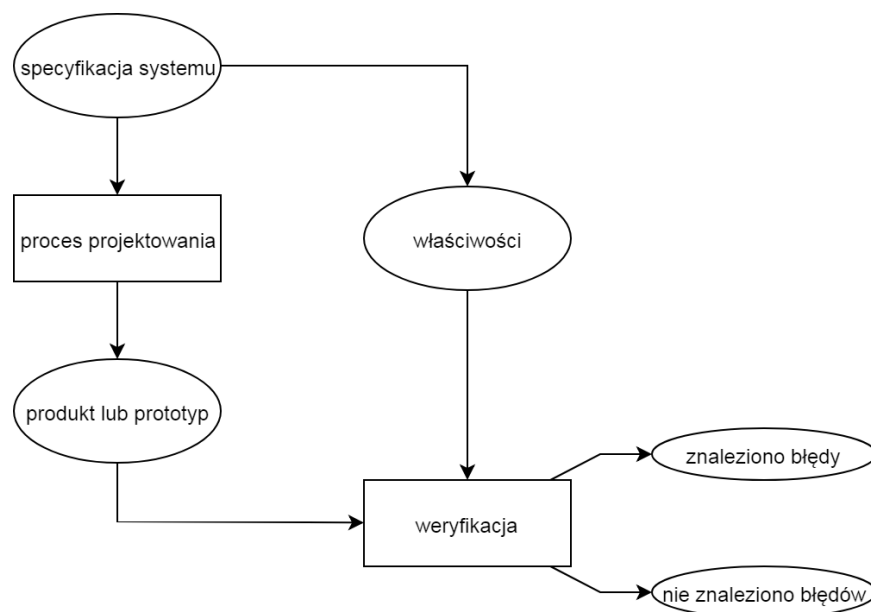 specyfikacja systemu
proces projektowania
właściwości
produkt lub prototyp
znaleziono błędy
weryfikacja
nie znaleziono błędów